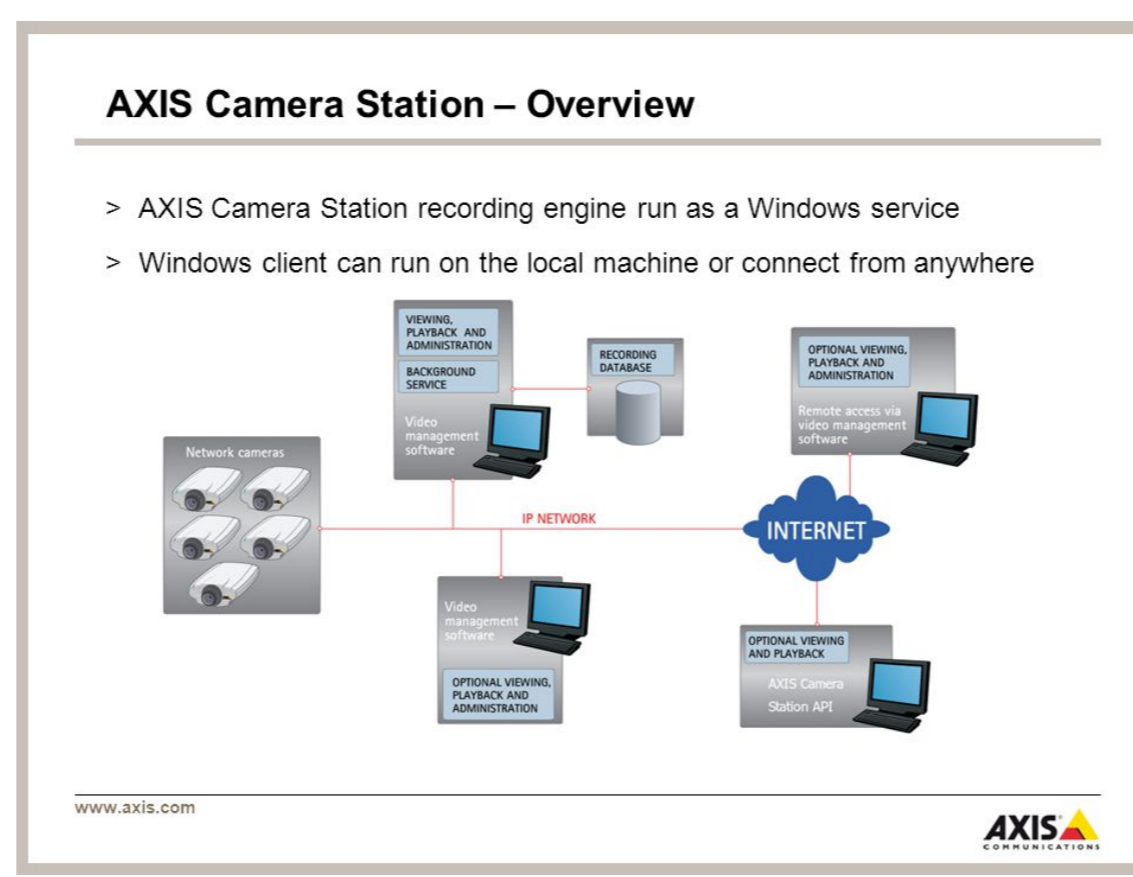 AXIS Camera Station – Overview
> AXIS Camera Station recording engine run as a Windows service
> Windows client can run on the local machine or connect from anywhere
VIEWING,
PLAYBACK AND
ADMINISTRATION
BACKGROUND
SERVICE
Video
management
software
RECORDING
DATABASE
OPTIONAL VIEWING,
PLAYBACK AND
ADMINISTRATION
Remote access via
video management
software
Network cameras
IP NETWORK
INTERNET
Video
management
software
OPTIONAL VIEWING,
PLAYBACK AND
ADMINISTRATION
OPTIONAL VIEWING
AND PLAYBACK
AXIS Camera
Station API
www.axis.com
AXIS
COMMUNICATIONS